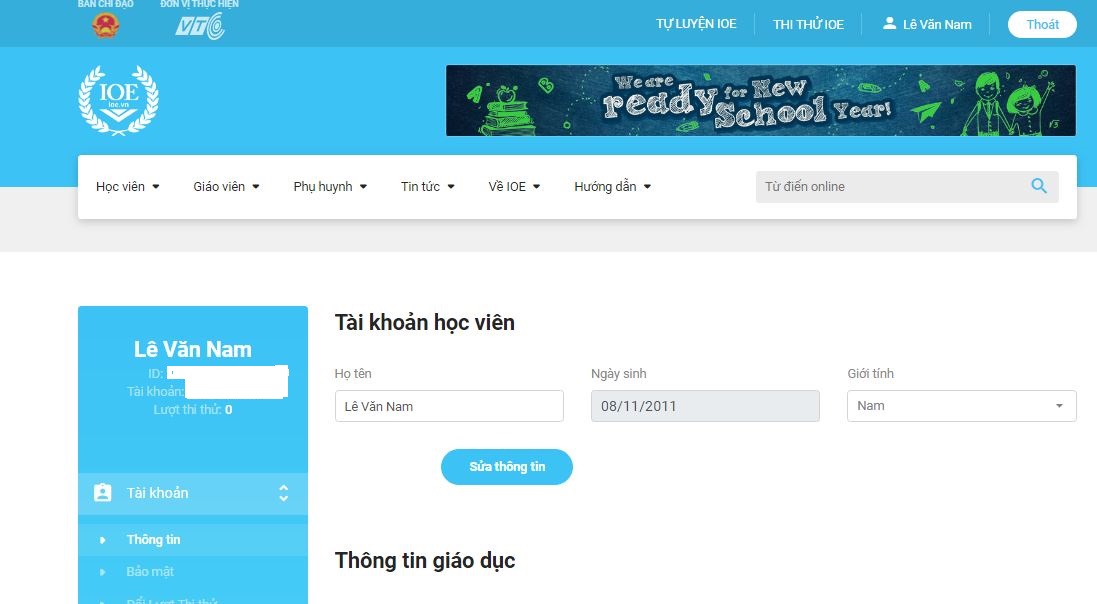 BAN CHỈ ĐẠO
ĐƠN VỊ THỰC HIỆN
VTC
TỰ LUYỆN IOE
THI THỬ IOE
Lê Văn Nam
Thoát
IOE
ioe.vn
We are ready for New School Year!
Học viên
Giáo viên
Phụ huynh
Tin tức
Về IOE
Hướng dẫn
Từ điển online
Lê Văn Nam
ID:
Tài khoản:
Lượt thi thử: 0
Tài khoản
Thông tin
Bảo mật
Đổi Lượt Thi thử
Tài khoản học viên
Họ tên
Ngày sinh
Giới tính
Lê Văn Nam
08/11/2011
Nam
Sửa thông tin
Thông tin giáo dục